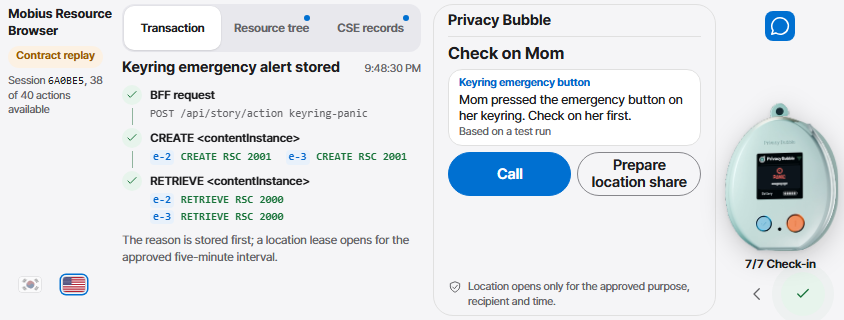 Mobius Resource
Browser
Contract replay
Session 6A0BE5, 38
of 40 actions
available
Transaction
Resource tree
CSE records
Keyring emergency alert stored
9:48:30 PM
BFF request
POST /api/story/action keyring-panic
CREATE <contentInstance>
e-2 CREATE RSC 2001 e-3 CREATE RSC 2001
RETRIEVE <contentInstance>
e-2 RETRIEVE RSC 2000
e-3 RETRIEVE RSC 2000
The reason is stored first; a location lease opens for the
approved five-minute interval.
Privacy Bubble
Check on Mom
Keyring emergency button
Mom pressed the emergency button on
her keyring. Check on her first.
Based on a test run
Call
Prepare
location share
Location opens only for the approved purpose,
recipient and time.
Privacy Bubble
Privacy Bubble
7/7 Check-in